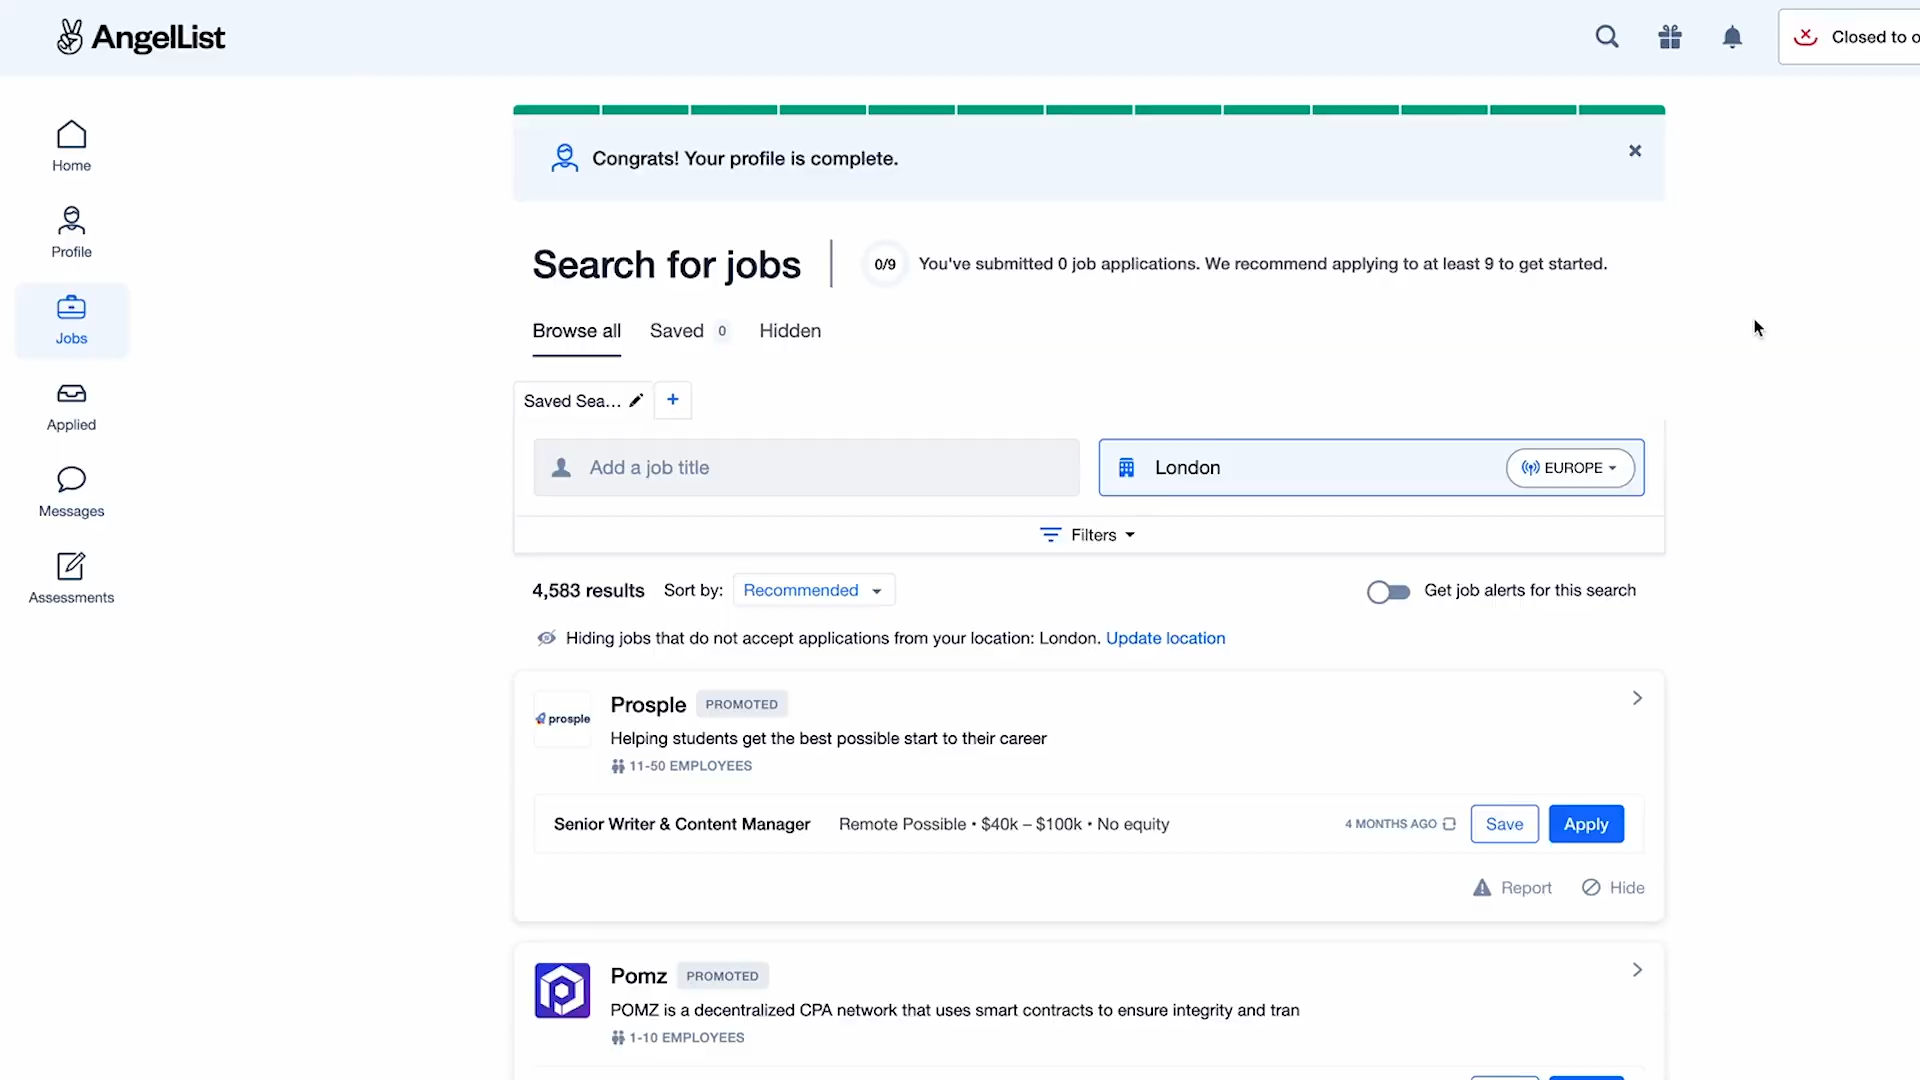 AngelList
Closed to o
Home
Profile
Jobs
Applied
Messages
Assessments
Congrats! Your profile is complete.
Search for jobs
0/9 You've submitted 0 job applications. We recommend applying to at least 9 to get started.
Browse all Saved 0 Hidden
Saved Sea... +
Add a job title
London EUROPE
Filters
4,583 results Sort by: Recommended Get job alerts for this search
Hiding jobs that do not accept applications from your location: London. Update location
prosple
Prosple PROMOTED
Helping students get the best possible start to their career
11-50 EMPLOYEES
Senior Writer & Content Manager Remote Possible • $40k – $100k • No equity 4 MONTHS AGO Save Apply
Report Hide
Pomz PROMOTED
POMZ is a decentralized CPA network that uses smart contracts to ensure integrity and tran
1-10 EMPLOYEES